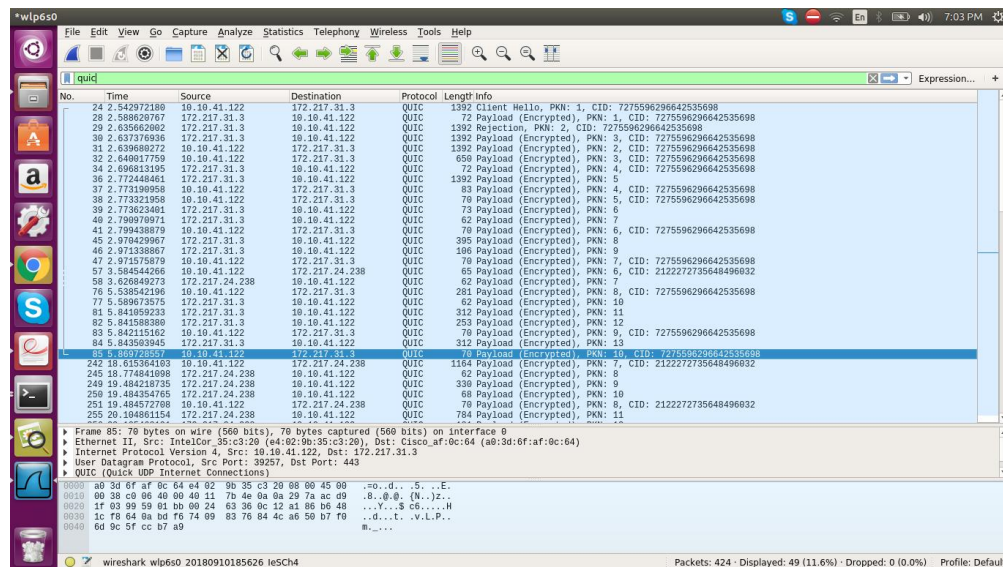 *wlp6s0
En
7:03 PM
File Edit View Go Capture Analyze Statistics Telephony Wireless Tools Help
quic
Expression... +
No. Time Source Destination Protocol Length Info
24 2.542972180 10.10.41.122 172.217.31.3 QUIC 1392 Client Hello, PKN: 1, CID: 7275596296642535698
28 2.588620767 172.217.31.3 10.10.41.122 QUIC 72 Payload (Encrypted), PKN: 1, CID: 7275596296642535698
29 2.635662002 172.217.31.3 10.10.41.122 QUIC 1392 Rejection, PKN: 2, CID: 7275596296642535698
30 2.637376936 172.217.31.3 10.10.41.122 QUIC 1392 Payload (Encrypted), PKN: 3, CID: 7275596296642535698
31 2.639680272 10.10.41.122 172.217.31.3 QUIC 1392 Payload (Encrypted), PKN: 2, CID: 7275596296642535698
32 2.640017759 10.10.41.122 172.217.31.3 QUIC 650 Payload (Encrypted), PKN: 3, CID: 7275596296642535698
34 2.696813195 172.217.31.3 10.10.41.122 QUIC 72 Payload (Encrypted), PKN: 4, CID: 7275596296642535698
36 2.772448461 172.217.31.3 10.10.41.122 QUIC 1392 Payload (Encrypted), PKN: 5
37 2.773190958 10.10.41.122 172.217.31.3 QUIC 83 Payload (Encrypted), PKN: 4, CID: 7275596296642535698
38 2.773321958 10.10.41.122 172.217.31.3 QUIC 70 Payload (Encrypted), PKN: 5, CID: 7275596296642535698
39 2.773623401 172.217.31.3 10.10.41.122 QUIC 73 Payload (Encrypted), PKN: 6
40 2.790970971 172.217.31.3 10.10.41.122 QUIC 62 Payload (Encrypted), PKN: 7
41 2.799438879 10.10.41.122 172.217.31.3 QUIC 70 Payload (Encrypted), PKN: 6, CID: 7275596296642535698
45 2.970429967 172.217.31.3 10.10.41.122 QUIC 395 Payload (Encrypted), PKN: 8
46 2.971338867 172.217.31.3 10.10.41.122 QUIC 106 Payload (Encrypted), PKN: 9
47 2.971575879 10.10.41.122 172.217.31.3 QUIC 70 Payload (Encrypted), PKN: 7, CID: 7275596296642535698
57 3.584544266 10.10.41.122 172.217.24.238 QUIC 65 Payload (Encrypted), PKN: 6, CID: 2122272735648496032
58 3.626849273 172.217.24.238 10.10.41.122 QUIC 62 Payload (Encrypted), PKN: 7
76 5.538542196 10.10.41.122 172.217.31.3 QUIC 281 Payload (Encrypted), PKN: 8, CID: 7275596296642535698
77 5.589673575 172.217.31.3 10.10.41.122 QUIC 62 Payload (Encrypted), PKN: 10
81 5.841059233 172.217.31.3 10.10.41.122 QUIC 312 Payload (Encrypted), PKN: 11
82 5.841588380 172.217.31.3 10.10.41.122 QUIC 253 Payload (Encrypted), PKN: 12
83 5.842115162 10.10.41.122 172.217.31.3 QUIC 70 Payload (Encrypted), PKN: 9, CID: 7275596296642535698
84 5.843503945 172.217.31.3 10.10.41.122 QUIC 312 Payload (Encrypted), PKN: 13
85 5.869728557 10.10.41.122 172.217.31.3 QUIC 70 Payload (Encrypted), PKN: 10, CID: 7275596296642535698
242 18.615364103 10.10.41.122 172.217.24.238 QUIC 1164 Payload (Encrypted), PKN: 7, CID: 2122272735648496032
245 18.774841098 172.217.24.238 10.10.41.122 QUIC 62 Payload (Encrypted), PKN: 8
249 19.484218735 172.217.24.238 10.10.41.122 QUIC 330 Payload (Encrypted), PKN: 9
250 19.484354765 172.217.24.238 10.10.41.122 QUIC 68 Payload (Encrypted), PKN: 10
251 19.484572708 10.10.41.122 172.217.24.238 QUIC 70 Payload (Encrypted), PKN: 8, CID: 2122272735648496032
255 20.104861154 172.217.24.238 10.10.41.122 QUIC 784 Payload (Encrypted), PKN: 11
Frame 85: 70 bytes on wire (560 bits), 70 bytes captured (560 bits) on interface 0
Ethernet II, Src: IntelCor_35:c3:20 (e4:02:9b:35:c3:20), Dst: Cisco_af:0c:64 (a0:3d:6f:af:0c:64)
Internet Protocol Version 4, Src: 10.10.41.122, Dst: 172.217.31.3
User Datagram Protocol, Src Port: 39257, Dst Port: 443
QUIC (Quick UDP Internet Connections)
0000 a0 3d 6f af 0c 64 e4 02 9b 35 c3 20 08 00 45 00 .=o..d.. .5. ..E.
0010 00 38 c0 06 40 00 40 11 7b 4e 0a 0a 29 7a ac d9 .8..@.@. {N..)z..
0020 1f 03 99 59 01 bb 00 24 63 36 0c 12 a1 86 b6 48 ...Y...$ c6.....H
0030 1c f8 64 0a bd f6 74 09 83 76 84 4c a6 50 b7 f0 ..d...t. .v.L.P..
0040 6d 9c 5f cc b7 a9 m._...
wireshark_wlp6s0_20180910185626_IeSCh4
Packets: 424 · Displayed: 49 (11.6%) · Dropped: 0 (0.0%)
Profile: Defaul